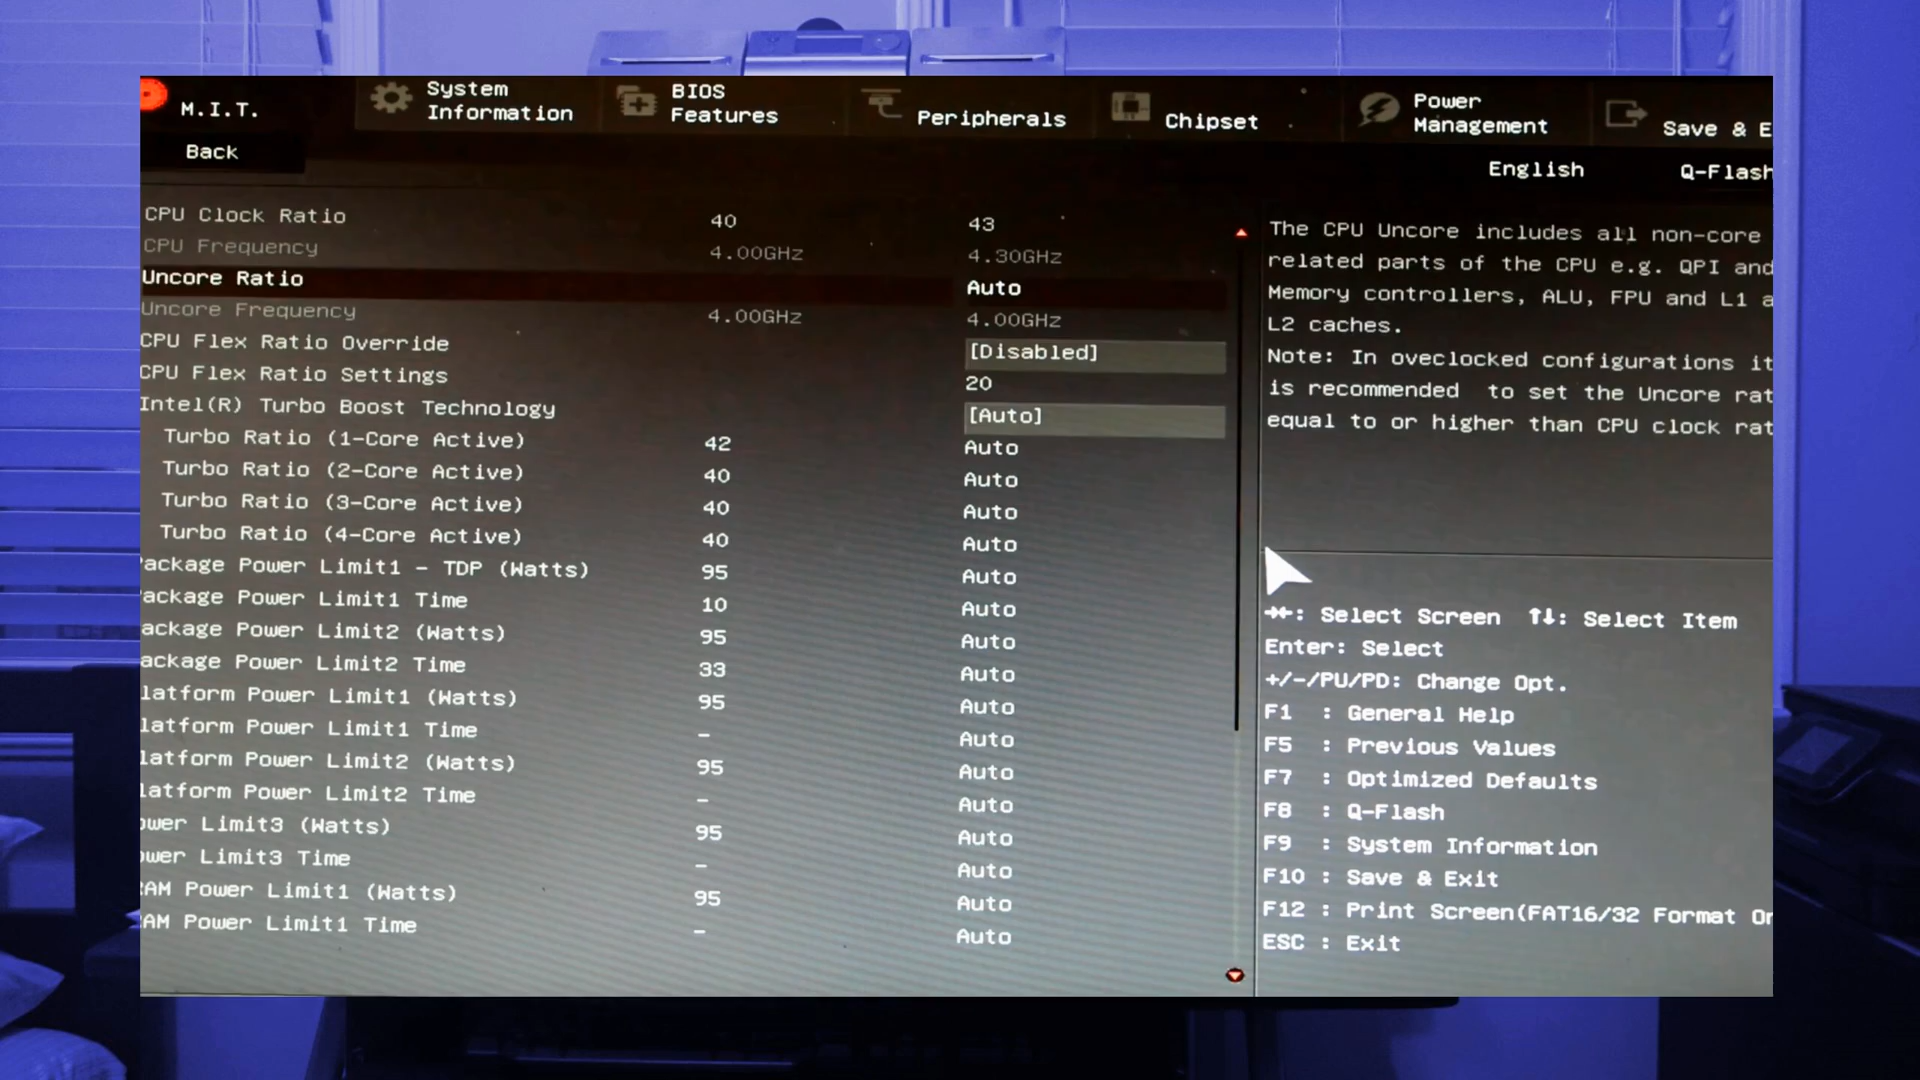 M.I.T.
System
Information
BIOS
Features
Peripherals
Chipset
Power
Management
Save & E
Back
English
Q-Flash
CPU Clock Ratio 40 43
CPU Frequency 4.00GHz 4.30GHz
Uncore Ratio Auto
Uncore Frequency 4.00GHz 4.00GHz
CPU Flex Ratio Override [Disabled]
CPU Flex Ratio Settings 20
Intel(R) Turbo Boost Technology [Auto]
Turbo Ratio (1-Core Active) 42 Auto
Turbo Ratio (2-Core Active) 40 Auto
Turbo Ratio (3-Core Active) 40 Auto
Turbo Ratio (4-Core Active) 40 Auto
Package Power Limit1 - TDP (Watts) 95 Auto
ackage Power Limit1 Time 10 Auto
ackage Power Limit2 (Watts) 95 Auto
ackage Power Limit2 Time 33 Auto
latform Power Limit1 (Watts) 95 Auto
latform Power Limit1 Time - Auto
latform Power Limit2 (Watts) 95 Auto
latform Power Limit2 Time - Auto
ower Limit3 (Watts) 95 Auto
ower Limit3 Time - Auto
RAM Power Limit1 (Watts) 95 Auto
RAM Power Limit1 Time - Auto
The CPU Uncore includes all non-core
related parts of the CPU e.g. QPI and
Memory controllers, ALU, FPU and L1 a
L2 caches.
Note: In oveclocked configurations it
is recommended to set the Uncore rat
equal to or higher than CPU clock rat
→←: Select Screen ↑↓: Select Item
Enter: Select
+/-/PU/PD: Change Opt.
F1 : General Help
F5 : Previous Values
F7 : Optimized Defaults
F8 : Q-Flash
F9 : System Information
F10 : Save & Exit
F12 : Print Screen(FAT16/32 Format On
ESC : Exit